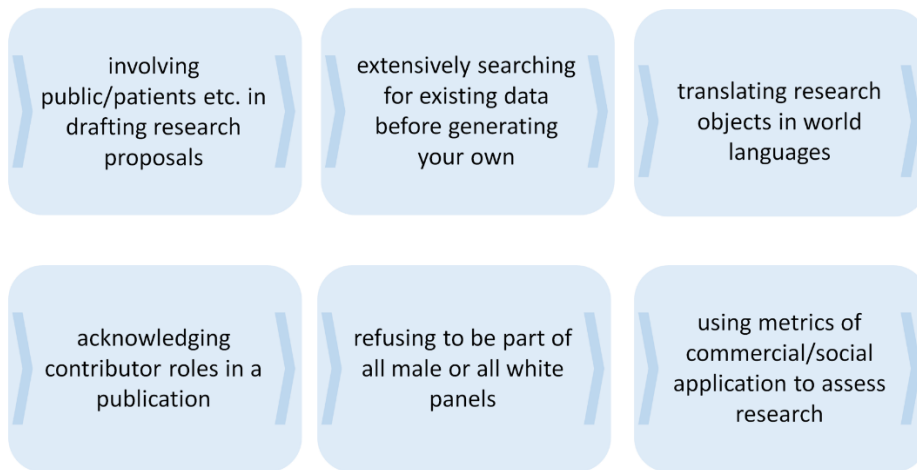 involving
public/patients etc. in
drafting research
proposals
extensively searching
for existing data
before generating
your own
translating research
objects in world
languages
acknowledging
contributor roles in a
publication
refusing to be part of
all male or all white
panels
using metrics of
commercial/social
application to assess
research